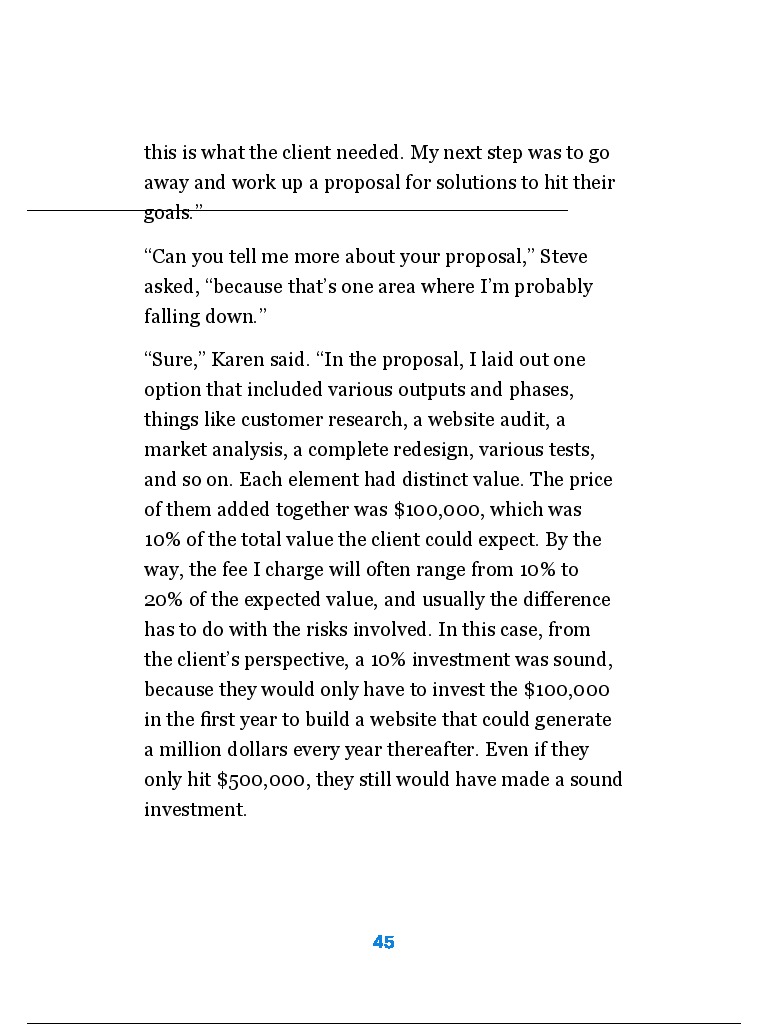 this is what the client needed. My next step was to go
away and work up a proposal for solutions to hit their
goals.”
“Can you tell me more about your proposal,” Steve
asked, “because that’s one area where I’m probably
falling down.”
“Sure,” Karen said. “In the proposal, I laid out one
option that included various outputs and phases,
things like customer research, a website audit, a
market analysis, a complete redesign, various tests,
and so on. Each element had distinct value. The price
of them added together was $100,000, which was
10% of the total value the client could expect. By the
way, the fee I charge will often range from 10% to
20% of the expected value, and usually the difference
has to do with the risks involved. In this case, from
the client’s perspective, a 10% investment was sound,
because they would only have to invest the $100,000
in the first year to build a website that could generate
a million dollars every year thereafter. Even if they
only hit $500,000, they still would have made a sound
investment.
45